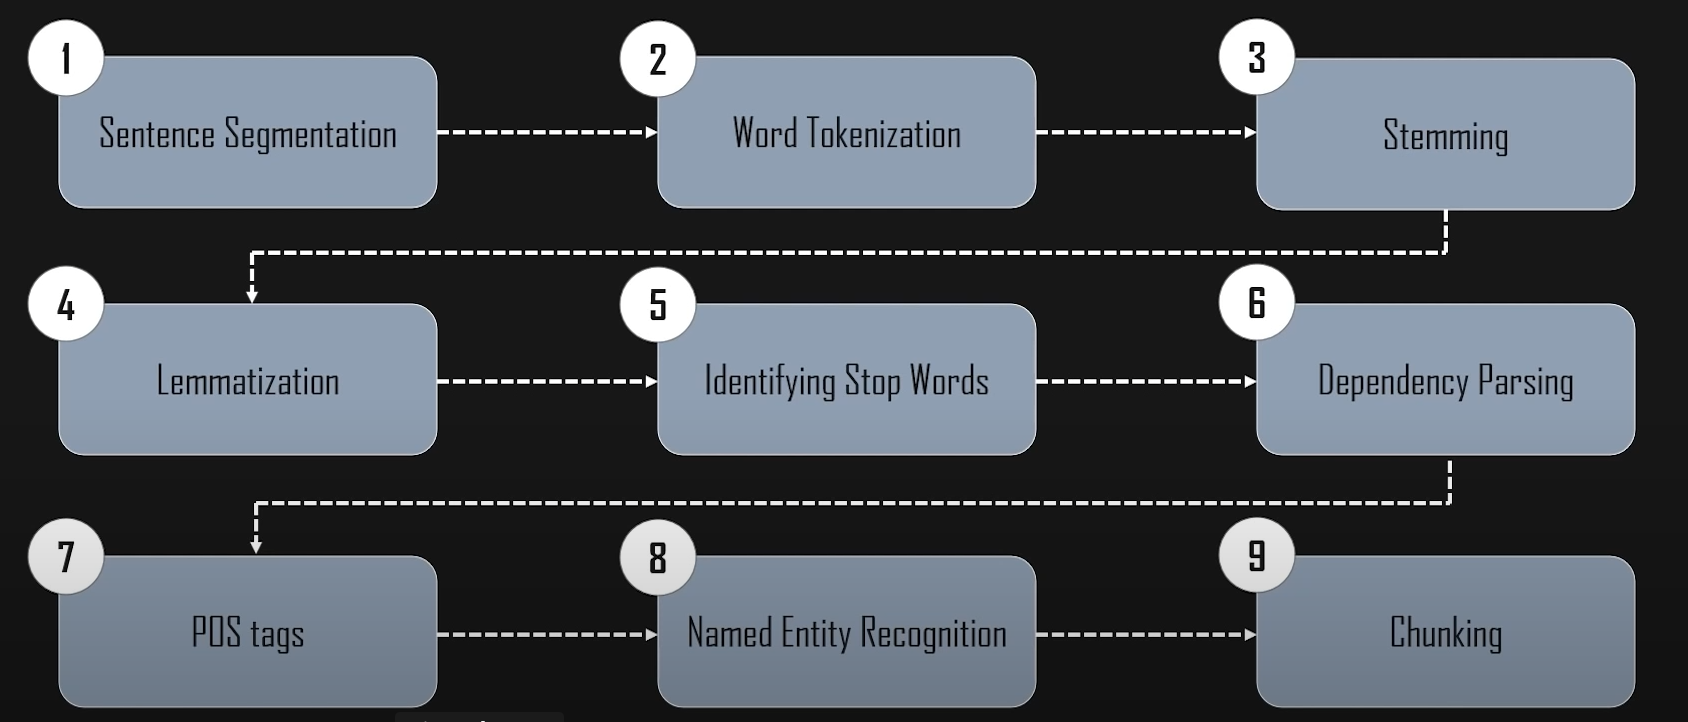 1
Sentence Segmentation
2
Word Tokenization
3
Stemming
4
Lemmatization
5
Identifying Stop Words
6
Dependency Parsing
7
POS tags
8
Named Entity Recognition
9
Chunking